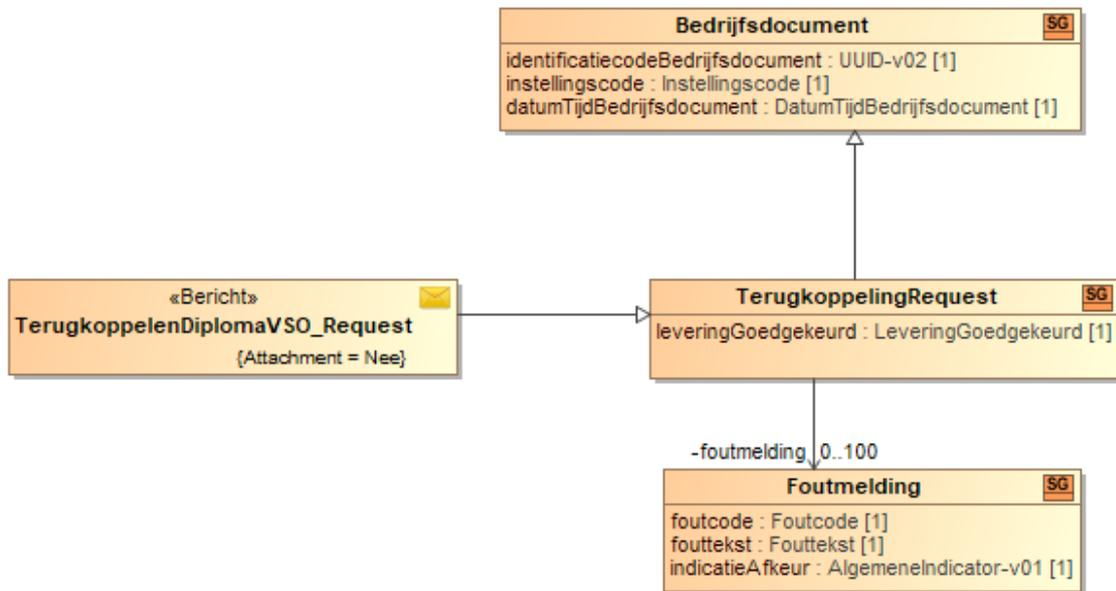 Bedrijfsdocument SG
identificatiecodeBedrijfsdocument : UUID-v02 [1]
instellingscode : Instellingscode [1]
datumTijdBedrijfsdocument : DatumTijdBedrijfsdocument [1]
«Bericht»
TerugkoppelenDiplomaVSO_Request
{Attachment = Nee}
TerugkoppelingRequest SG
leveringGoedgekeurd : LeveringGoedgekeurd [1]
-foutmelding 0..100
Foutmelding SG
foutcode : Foutcode [1]
fouttekst : Fouttekst [1]
indicatieAfkeur : AlgemeneIndicator-v01 [1]